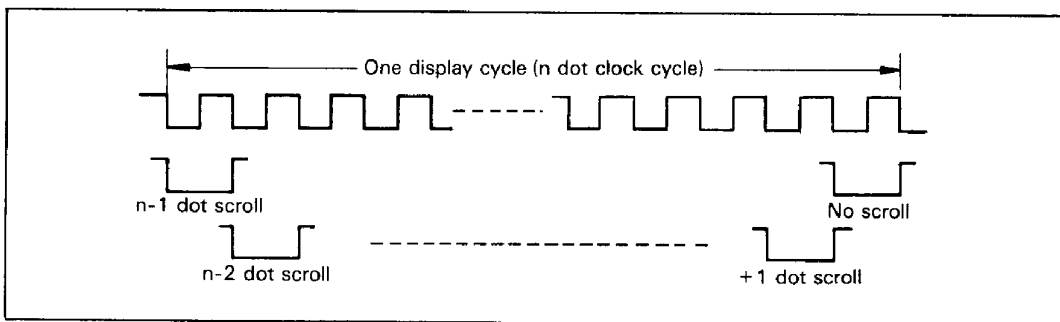 One display cycle (n dot clock cycle)
n-1 dot scroll
No scroll
n-2 dot scroll
+1 dot scroll